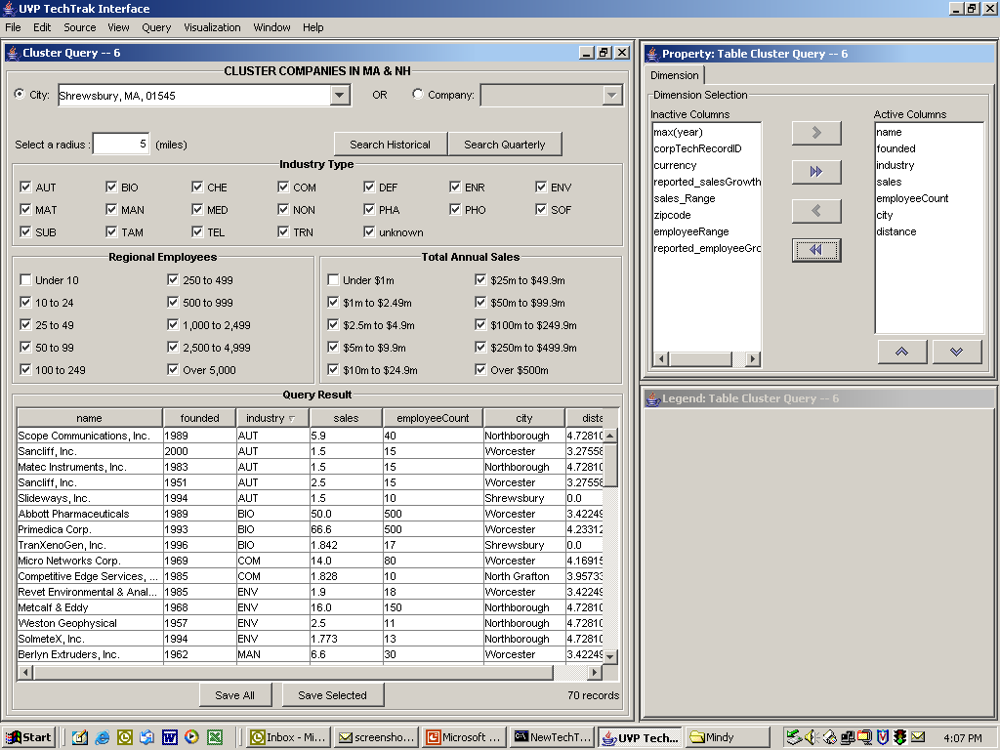 UVP TechTrak Interface
File Edit Source View Query Visualization Window Help
Cluster Query -- 6
CLUSTER COMPANIES IN MA & NH
City: Shrewsbury, MA, 01545 OR Company:
Select a radius : 5 (miles) Search Historical Search Quarterly
Industry Type
AUT BIO CHE COM DEF ENR ENV
MAT MAN MED NON PHA PHO SOF
SUB TAM TEL TRN unknown
Regional Employees
Under 10 250 to 499
10 to 24 500 to 999
25 to 49 1,000 to 2,499
50 to 99 2,500 to 4,999
100 to 249 Over 5,000
Total Annual Sales
Under $1m $25m to $49.9m
$1m to $2.49m $50m to $99.9m
$2.5m to $4.9m $100m to $249.9m
$5m to $9.9m $250m to $499.9m
$10m to $24.9m Over $500m
Query Result
name founded industry sales employeeCount city dista
Scope Communications, Inc. 1989 AUT 5.9 40 Northborough 4.7281
Sancliff, Inc. 2000 AUT 1.5 15 Worcester 3.2755
Matec Instruments, Inc. 1983 AUT 1.5 15 Northborough 4.7281
Sancliff, Inc. 1951 AUT 2.5 15 Worcester 3.2755
Slideways, Inc. 1994 AUT 1.5 10 Shrewsbury 0.0
Abbott Pharmaceuticals 1989 BIO 50.0 500 Worcester 3.4224
Primedica Corp. 1993 BIO 66.6 500 Worcester 4.2331
TranXenoGen, Inc. 1996 BIO 1.842 17 Shrewsbury 0.0
Micro Networks Corp. 1969 COM 14.0 80 Worcester 4.1691
Competitive Edge Services, ... 1985 COM 1.828 10 North Grafton 3.9573
Revet Environmental & Anal... 1985 ENV 1.9 18 Worcester 3.4224
Metcalf & Eddy 1968 ENV 16.0 150 Northborough 4.7281
Weston Geophysical 1957 ENV 2.5 11 Northborough 4.7281
SolmeteX, Inc. 1994 ENV 1.773 13 Northborough 4.7281
Berlyn Extruders, Inc. 1962 MAN 6.6 30 Worcester 3.4224
Save All Save Selected 70 records
Property: Table Cluster Query -- 6
Dimension
Dimension Selection
Inactive Columns
max(year)
corpTechRecordID
currency
reported_salesGrowth
sales_Range
zipcode
employeeRange
reported_employeeGro
Active Columns
name
founded
industry
sales
employeeCount
city
distance
Legend: Table Cluster Query -- 6
Start Inbox - Mi... screensho... Microsoft ... NewTechT... UVP Tech... Mindy 4:07 PM